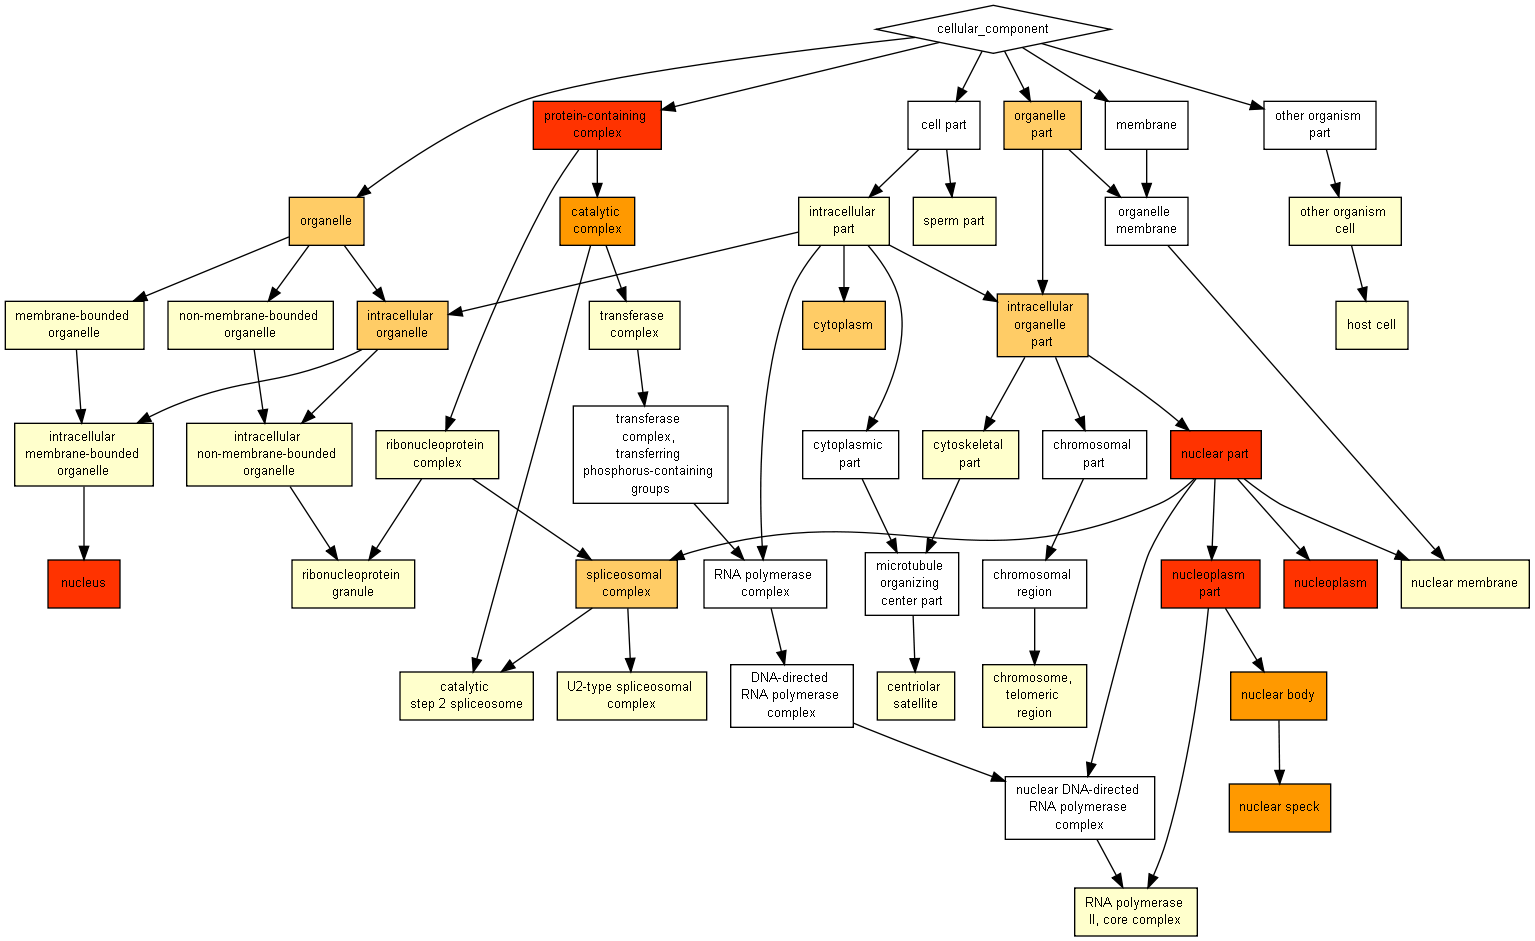 cellular_component
protein-containing
complex
cell part
organelle
part
membrane
other organism
part
organelle
catalytic
complex
intracellular
part
sperm part
organelle
membrane
other organism
cell
membrane-bounded
organelle
non-membrane-bounded
organelle
intracellular
organelle
transferase
complex
cytoplasm
intracellular
organelle
part
host cell
intracellular
membrane-bounded
organelle
intracellular
non-membrane-bounded
organelle
ribonucleoprotein
complex
transferase
complex,
transferring
phosphorus-containing
groups
cytoplasmic
part
cytoskeletal
part
chromosomal
part
nuclear part
nucleus
ribonucleoprotein
granule
spliceosomal
complex
RNA polymerase
complex
microtubule
organizing
center part
chromosomal
region
nucleoplasm
part
nucleoplasm
nuclear membrane
catalytic
step 2 spliceosome
U2-type spliceosomal
complex
DNA-directed
RNA polymerase
complex
centriolar
satellite
chromosome,
telomeric
region
nuclear body
nuclear DNA-directed
RNA polymerase
complex
nuclear speck
RNA polymerase
II, core complex